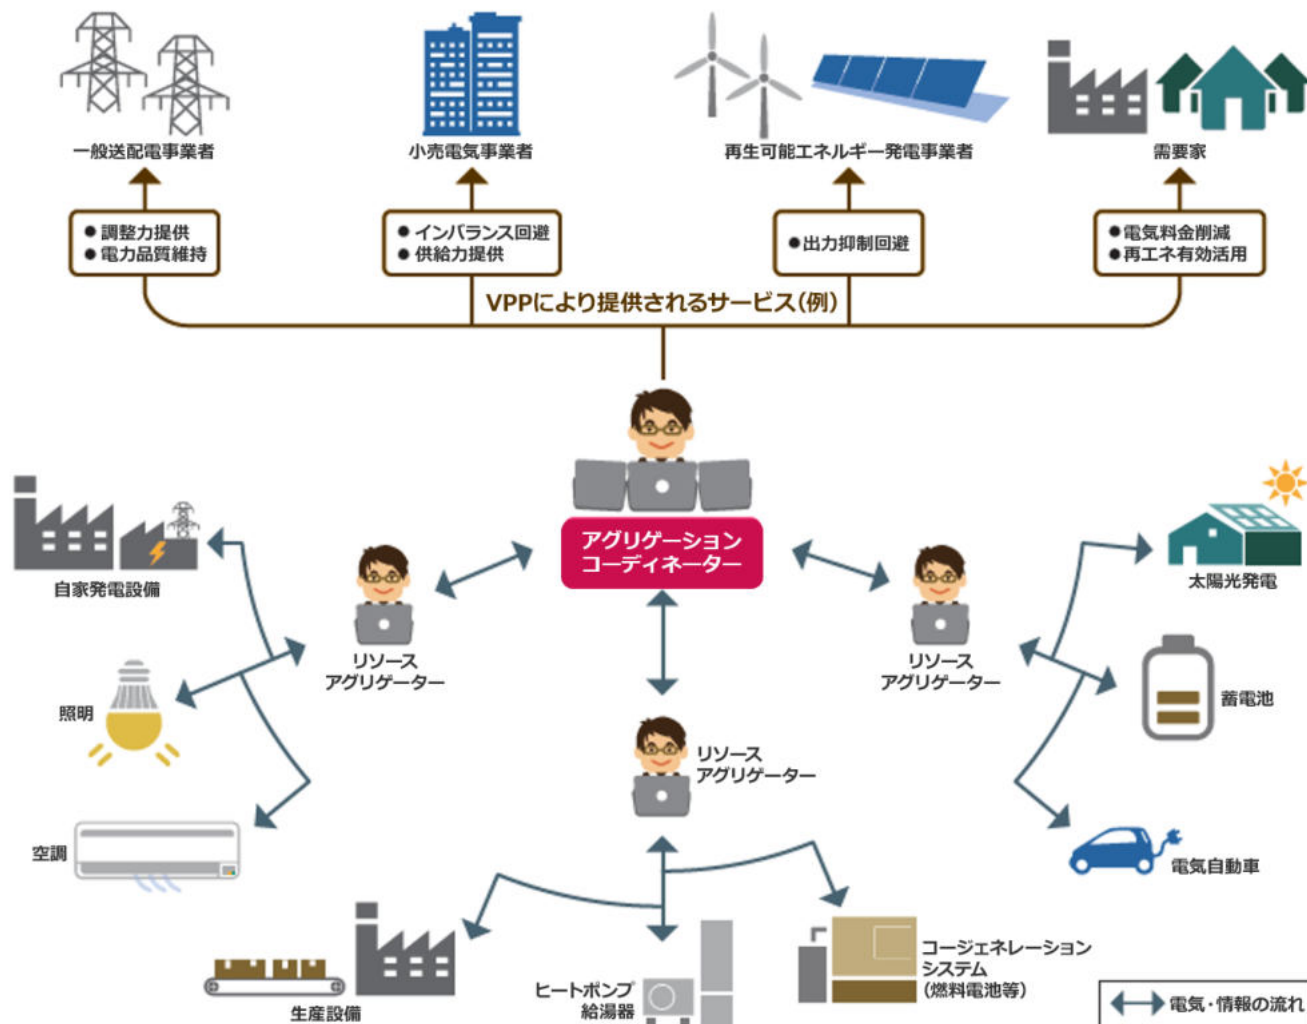 一般送配電事業者
小売電気事業者
再生可能エネルギー発電事業者
需要家
●調整力提供
●電力品質維持
●インバランス回避
●供給力提供
●出力抑制回避
●電気料金削減
●再エネ有効活用
VPPにより提供されるサービス(例)
アグリゲーション
コーディネーター
自家発電設備
リソース
アグリゲーター
リソース
アグリゲーター
太陽光発電
照明
蓄電池
リソース
アグリゲーター
空調
電気自動車
生産設備
ヒートポンプ
給湯器
コージェネレーション
システム
(燃料電池等)
電気・情報の流れ